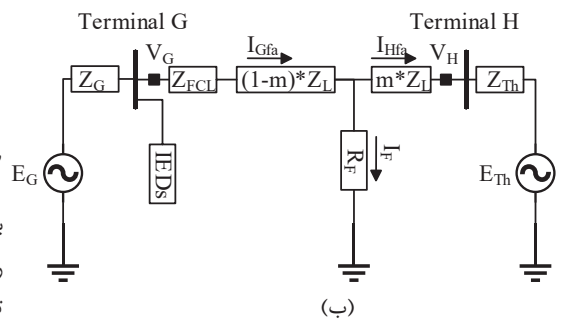 Terminal G Terminal H
V_G I_Gfa I_Hfa V_H
Z_G Z_FCL (1-m)*Z_L m*Z_L Z_Th
IEDs R_F I_F
E_G E_Th
(ب)